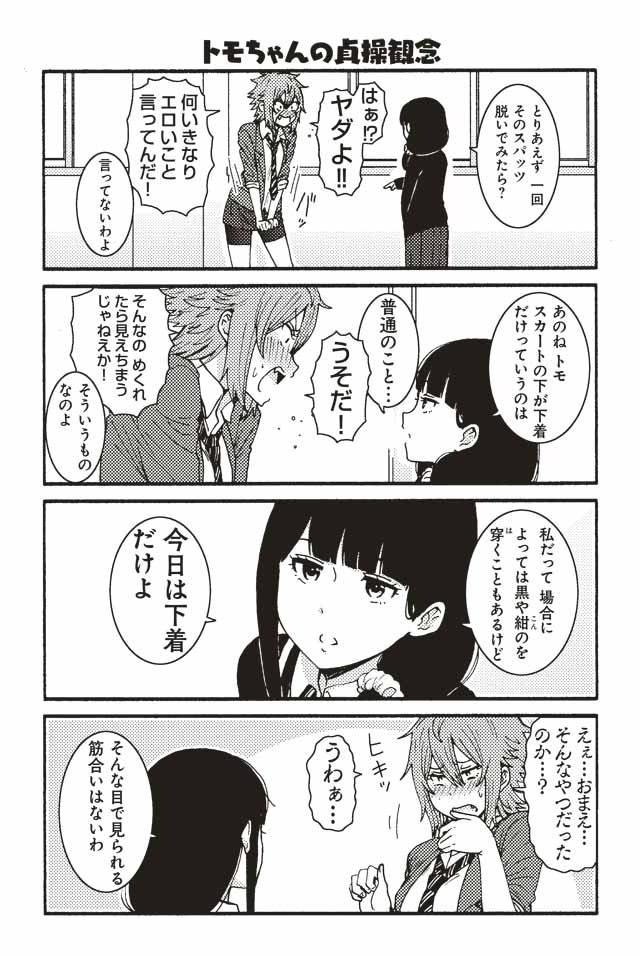 トモちゃんの貞操観念
とりあえず 一回
そのスパッツ
脱いでみたら?
はぁ!?
ヤダよ!!
何いきなり
エロいこと
言ってんだ!
言ってないわよ
あのね トモ
スカートの下が下着
だけっていうのは
普通のこと…
うそだ!
そんなの めくれ
たら見えちまう
じゃねえか!
そういうもの
なのよ
私だって 場合に
よっては黒や紺のを
こん
穿くこともあるけど
は
今日は下着
だけよ
えぇ…おまえ…
そんなやつだった
のか…?
ヒキッ
うわぁ…
そんな目で見られる
筋合いはないわ